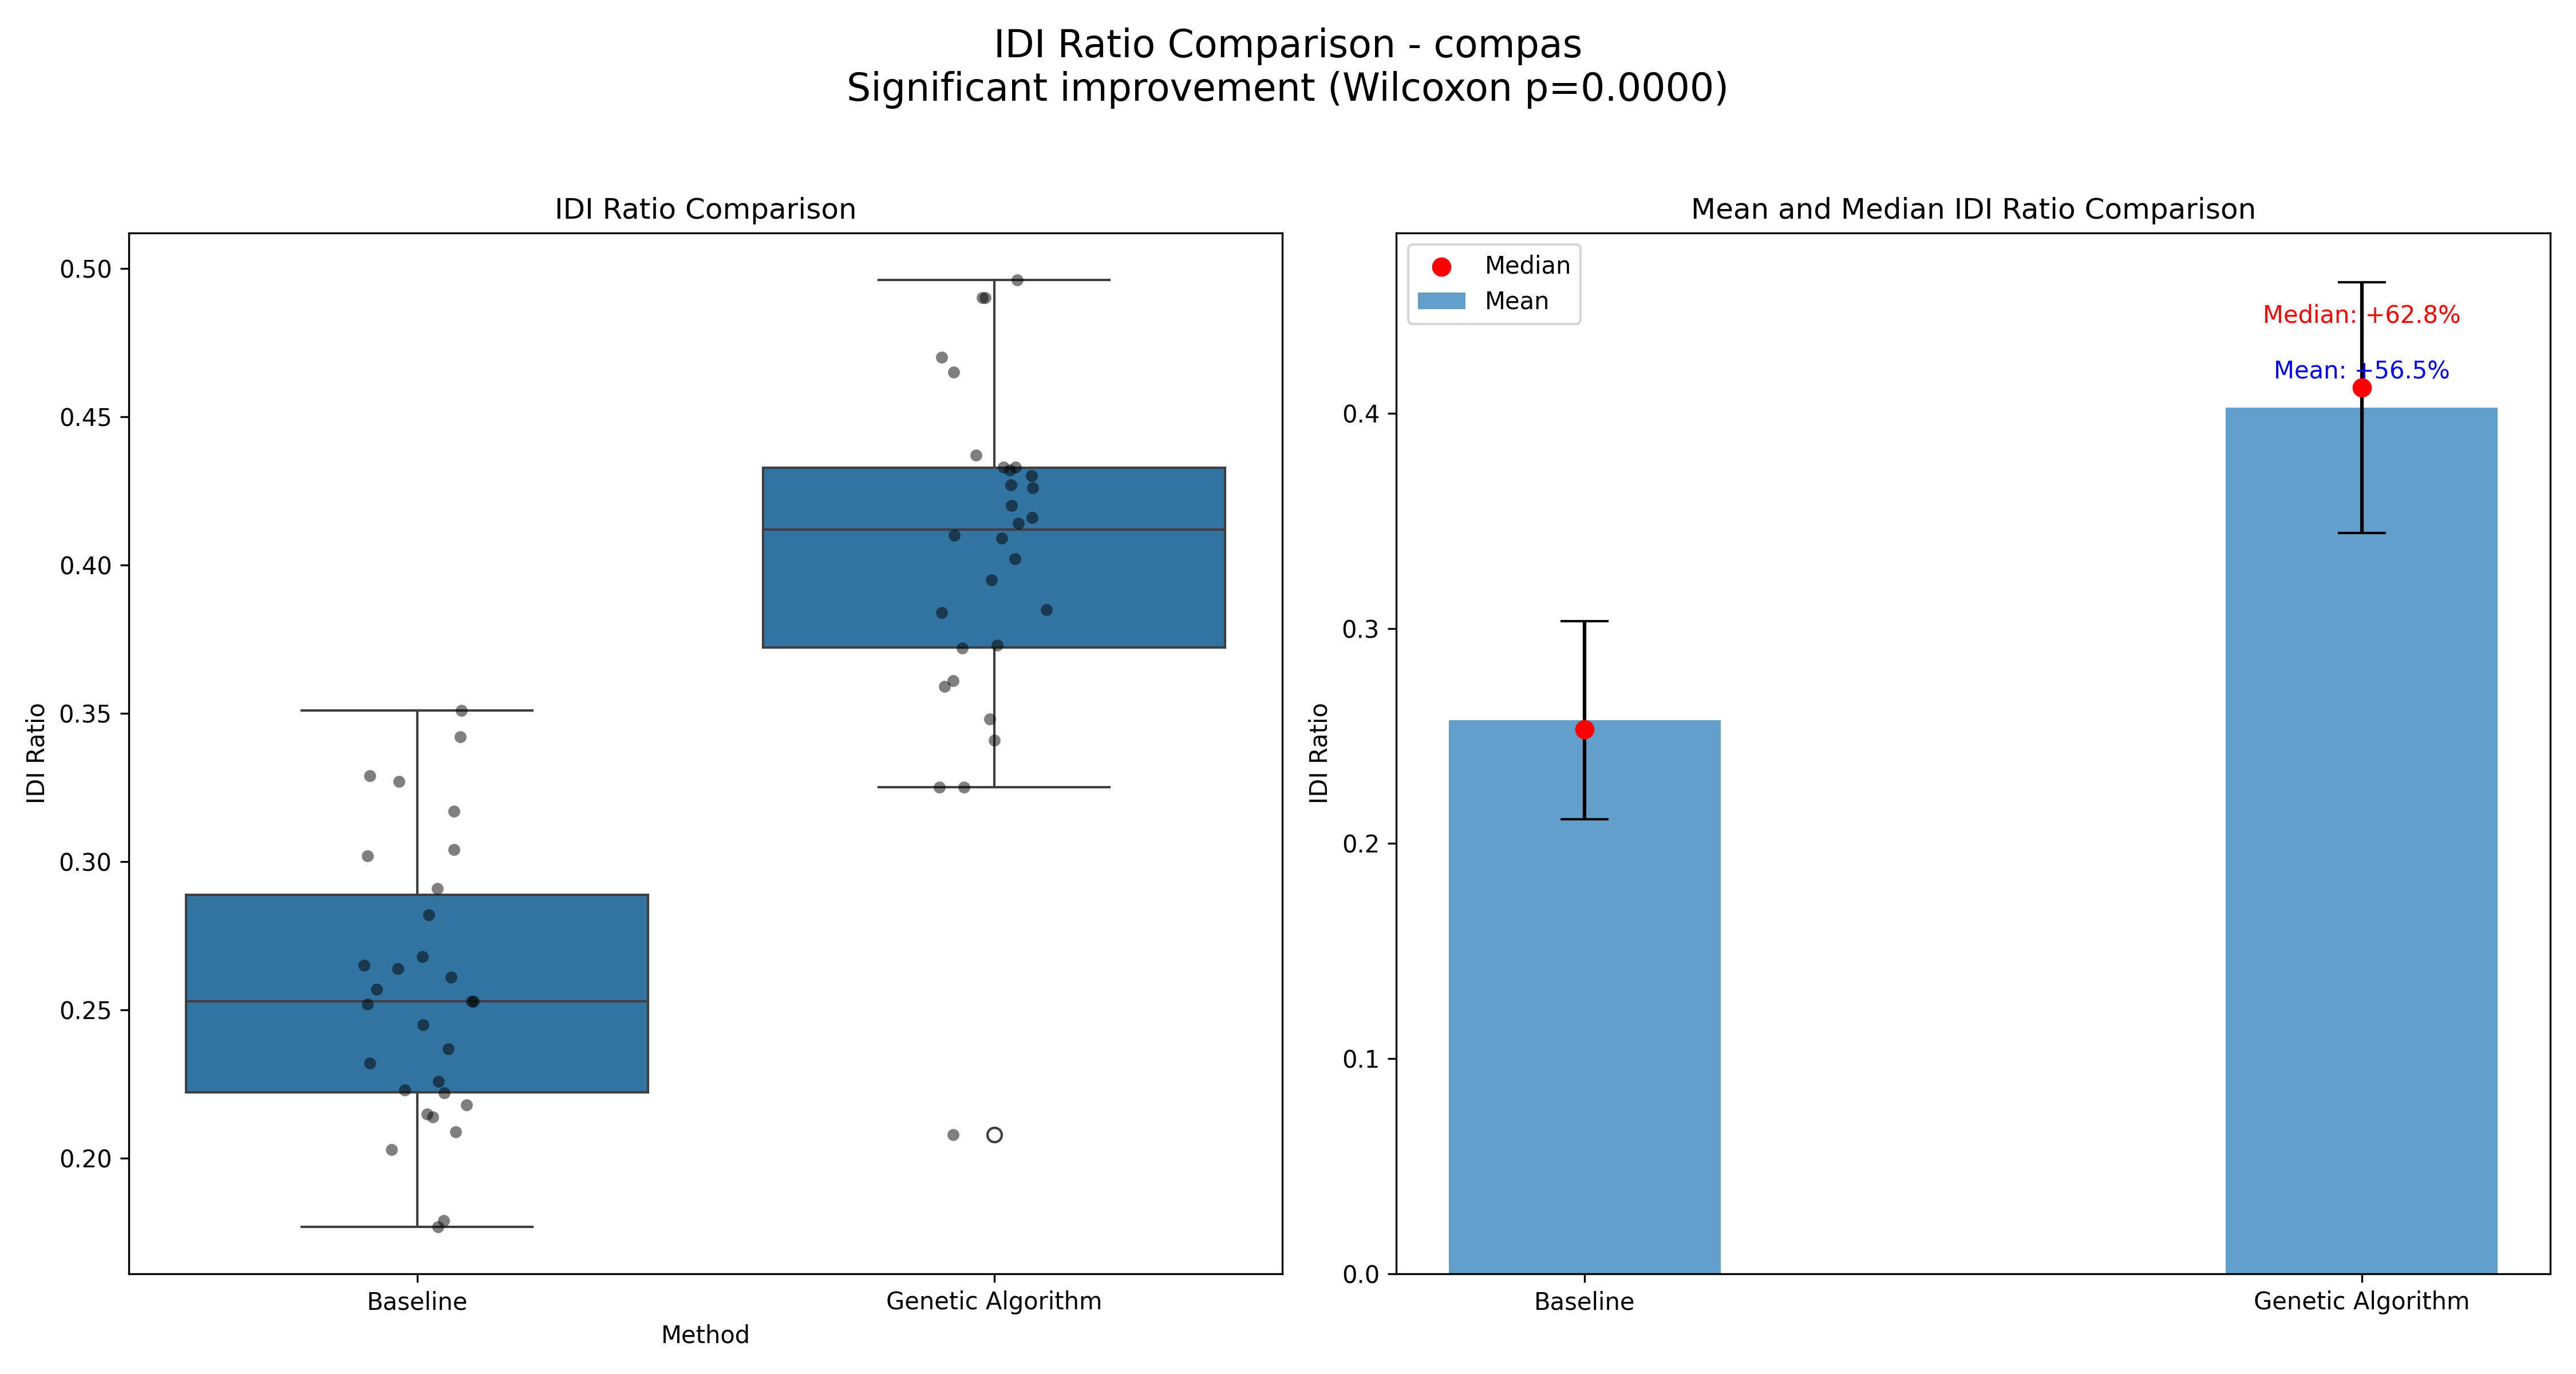 IDI Ratio Comparison - compas
Significant improvement (Wilcoxon p=0.0000)
IDI Ratio Comparison
0.50
0.45
0.40
0.35
0.30
0.25
0.20
IDI Ratio
Baseline
Genetic Algorithm
Method
Mean and Median IDI Ratio Comparison
Median
Mean
Median: +62.8%
Mean: +56.5%
0.4
0.3
0.2
0.1
0.0
IDI Ratio
Baseline
Genetic Algorithm